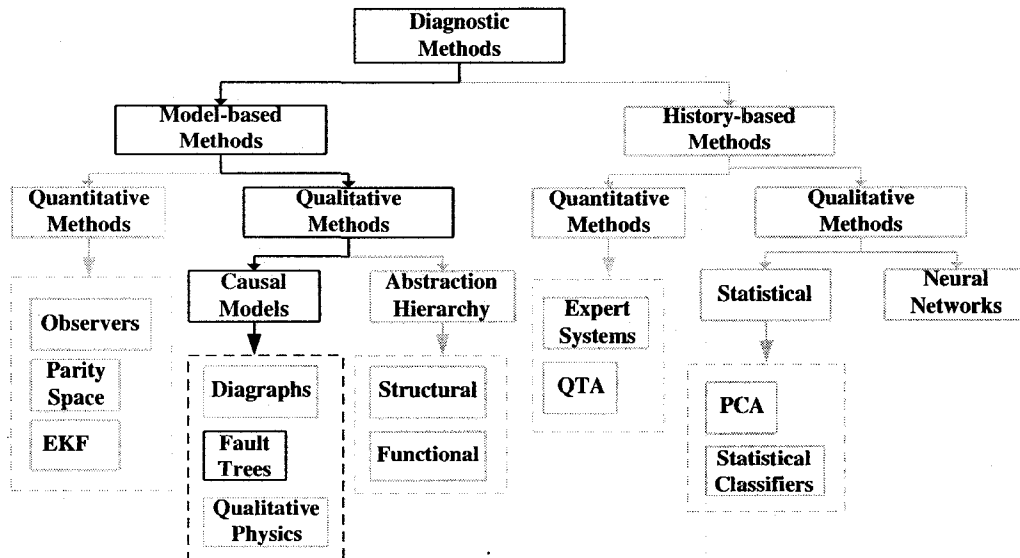 Diagnostic
Methods
Model-based
Methods
History-based
Methods
Quantitative
Methods
Qualitative
Methods
Quantitative
Methods
Qualitative
Methods
Causal
Models
Abstraction
Hierarchy
Statistical
Neural
Networks
Observers
Parity
Space
EKF
Diagraphs
Fault
Trees
Qualitative
Physics
Structural
Functional
Expert
Systems
QTA
PCA
Statistical
Classifiers